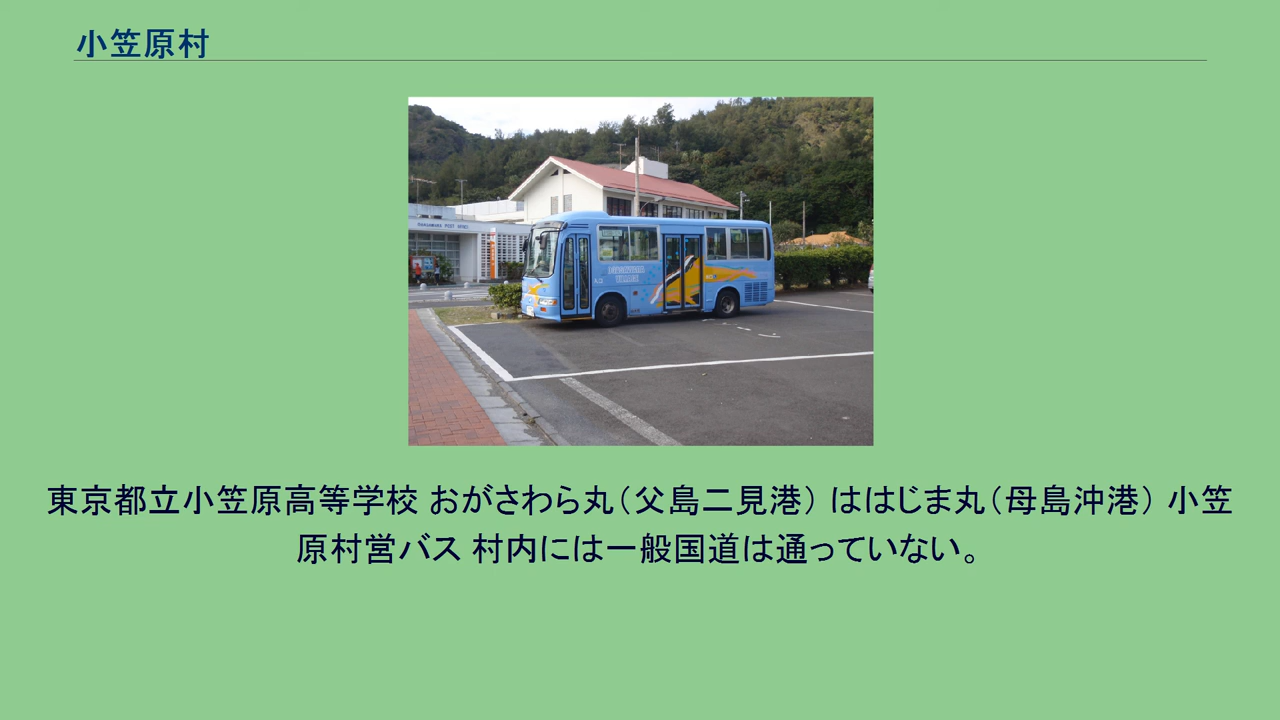 小笠原村
東京都立小笠原高等学校 おがさわら丸（父島二見港） ははじま丸（母島沖港） 小笠
原村営バス 村内には一般国道は通っていない。